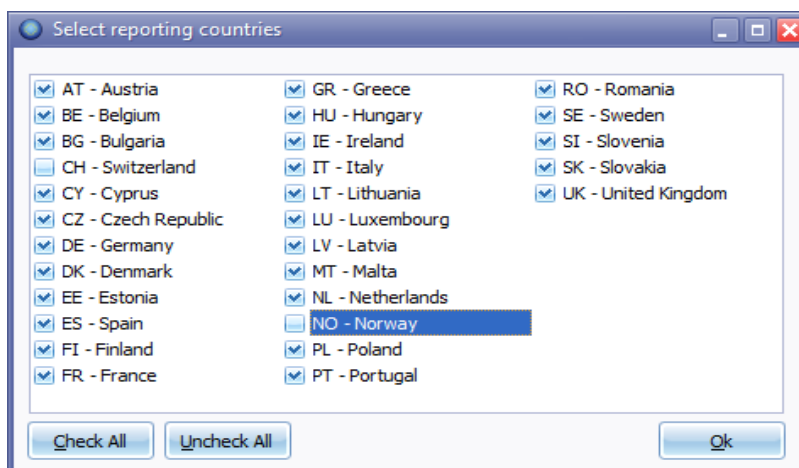 Select reporting countries
AT - Austria
BE - Belgium
BG - Bulgaria
CH - Switzerland
CY - Cyprus
CZ - Czech Republic
DE - Germany
DK - Denmark
EE - Estonia
ES - Spain
FI - Finland
FR - France
GR - Greece
HU - Hungary
IE - Ireland
IT - Italy
LT - Lithuania
LU - Luxembourg
LV - Latvia
MT - Malta
NL - Netherlands
NO - Norway
PL - Poland
PT - Portugal
RO - Romania
SE - Sweden
SI - Slovenia
SK - Slovakia
UK - United Kingdom
Check All
Uncheck All
Ok